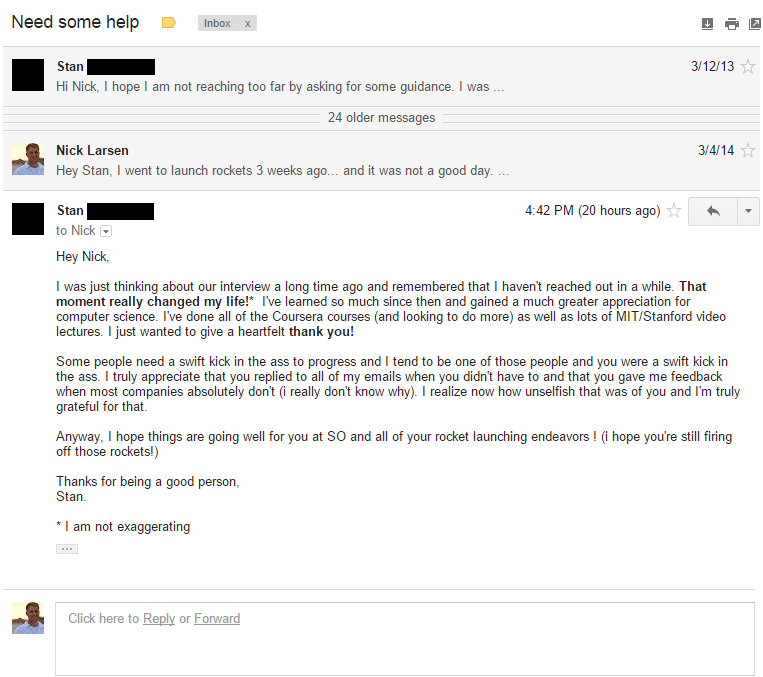 Need some help
Inbox x
Stan
3/12/13
Hi Nick, I hope I am not reaching too far by asking for some guidance. I was ...
24 older messages
Nick Larsen
3/4/14
Hey Stan, I went to launch rockets 3 weeks ago... and it was not a good day. ...
Stan
4:42 PM (20 hours ago)
to Nick
Hey Nick,
I was just thinking about our interview a long time ago and remembered that I haven't reached out in a while. That
moment really changed my life!* I've learned so much since then and gained a much greater appreciation for
computer science. I've done all of the Coursera courses (and looking to do more) as well as lots of MIT/Stanford video
lectures. I just wanted to give a heartfelt thank you!
Some people need a swift kick in the ass to progress and I tend to be one of those people and you were a swift kick in
the ass. I truly appreciate that you replied to all of my emails when you didn't have to and that you gave me feedback
when most companies absolutely don't (i really don't know why). I realize now how unselfish that was of you and I'm truly
grateful for that.
Anyway, I hope things are going well for you at SO and all of your rocket launching endeavors ! (i hope you're still firing
off those rockets!)
Thanks for being a good person,
Stan.
* I am not exaggerating
Click here to Reply or Forward